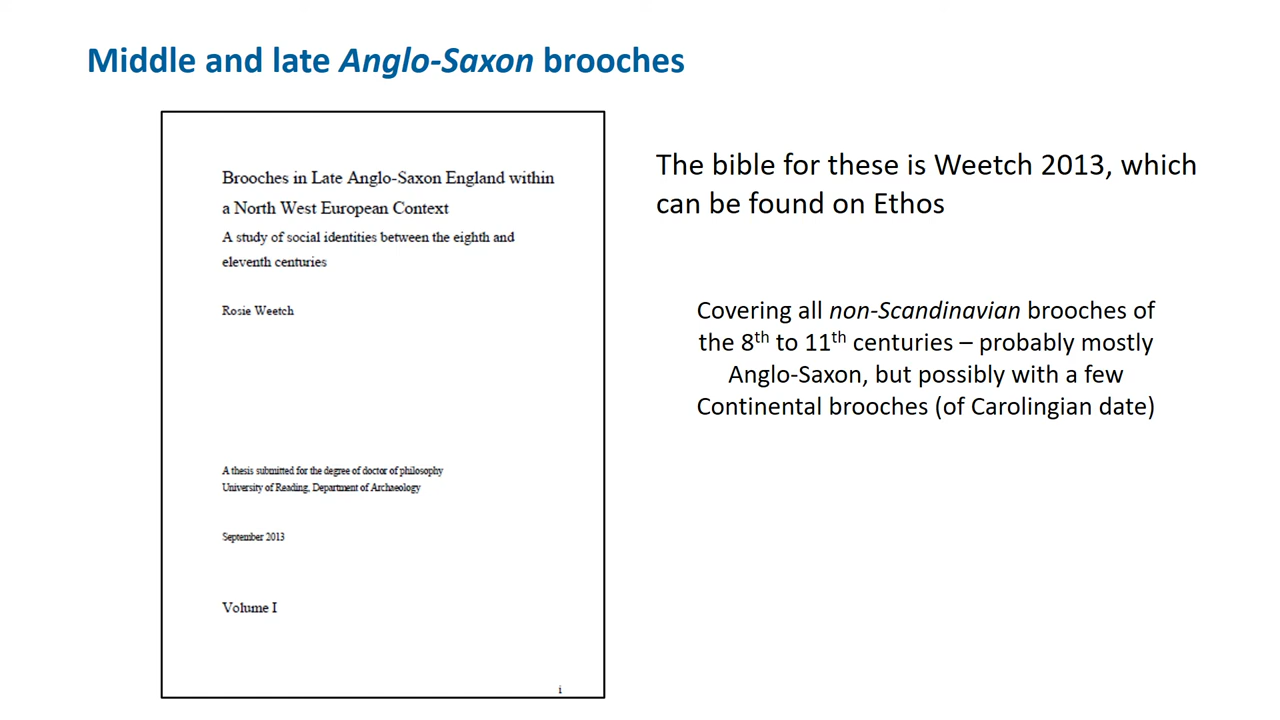 Middle and late Anglo-Saxon brooches
Brooches in Late Anglo-Saxon England within
a North West European Context
A study of social identities between the eighth and
eleventh centuries
Rosie Weetch
A thesis submitted for the degree of doctor of philosophy
University of Reading, Department of Archaeology
September 2013
Volume I
i
The bible for these is Weetch 2013, which
can be found on Ethos
Covering all non-Scandinavian brooches of
the 8th to 11th centuries – probably mostly
Anglo-Saxon, but possibly with a few
Continental brooches (of Carolingian date)